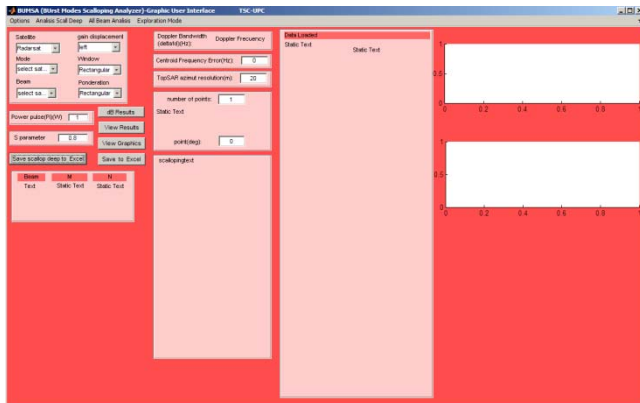 BUMSA (BUrst Modes Scalloping Analyzer)-Graphic User Interface TSC-UPC
Options Analisis Scall Deep All Beam Analisis Exploration Mode
Satellite gain displacement
Radarsat left
Mode Window
select sat... Rectangular
Beam Ponderation
select sa... Rectangular
Power pulse(Pi)(W) 1
dB Results
View Results
S parameter 0.8
View Graphics
Save scallop deep to Excel
Save to Excel
Beam M N
Text Static Text Static Text
Doppler Bandwidth Doppler Frecuency
(deltafd)(Hz):
Centroid Frequency Error(Hz): 0
TopSAR azimut resolution(m): 20
number of points: 1
Static Text
point(deg) 0
scallopingtext
Data Loaded
Static Text
Static Text
1
0.5
0
0 0.2 0.4 0.6 0.8 1
1
0.5
0
0 0.2 0.4 0.6 0.8 1